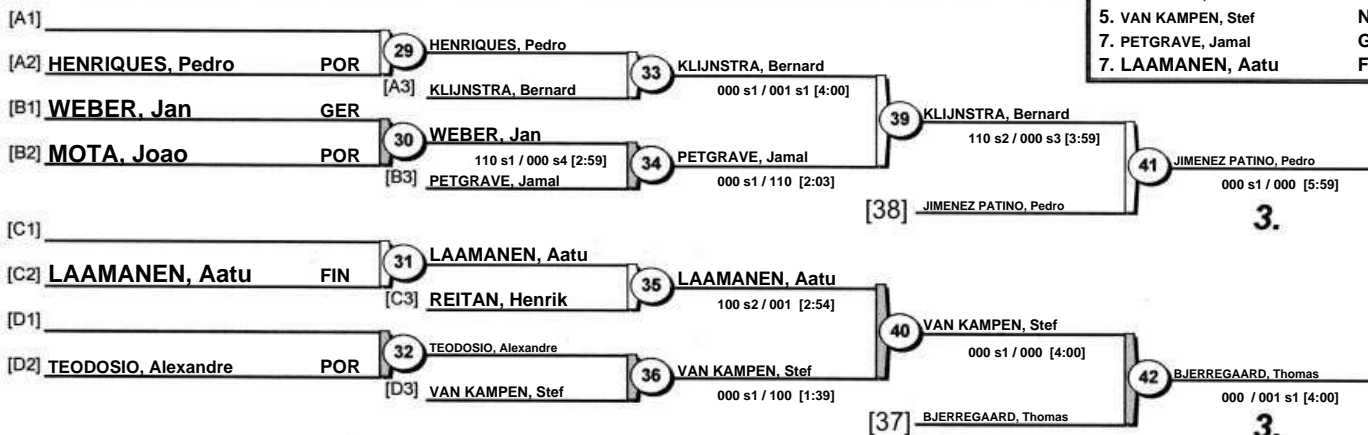 5. VAN KAMPEN, Stef N
7. PETGRAVE, Jamal G
7. LAAMANEN, Aatu F
[A1]
[A2] HENRIQUES, Pedro POR
29 HENRIQUES, Pedro
[A3] KLIJNSTRA, Bernard
33 KLIJNSTRA, Bernard
000 s1 / 001 s1 [4:00]
[B1] WEBER, Jan GER
[B2] MOTA, Joao POR
30 WEBER, Jan
110 s1 / 000 s4 [2:59]
[B3] PETGRAVE, Jamal
34 PETGRAVE, Jamal
000 s1 / 110 [2:03]
39 KLIJNSTRA, Bernard
110 s2 / 000 s3 [3:59]
[38] JIMENEZ PATINO, Pedro
41 JIMENEZ PATINO, Pedro
000 s1 / 000 [5:59]
3.
[C1]
[C2] LAAMANEN, Aatu FIN
31 LAAMANEN, Aatu
[C3] REITAN, Henrik
35 LAAMANEN, Aatu
100 s2 / 001 [2:54]
[D1]
[D2] TEODOSIO, Alexandre POR
32 TEODOSIO, Alexandre
[D3] VAN KAMPEN, Stef
36 VAN KAMPEN, Stef
000 s1 / 100 [1:39]
40 VAN KAMPEN, Stef
000 s1 / 000 [4:00]
[37] BJERREGAARD, Thomas
42 BJERREGAARD, Thomas
000 / 001 s1 [4:00]
3.